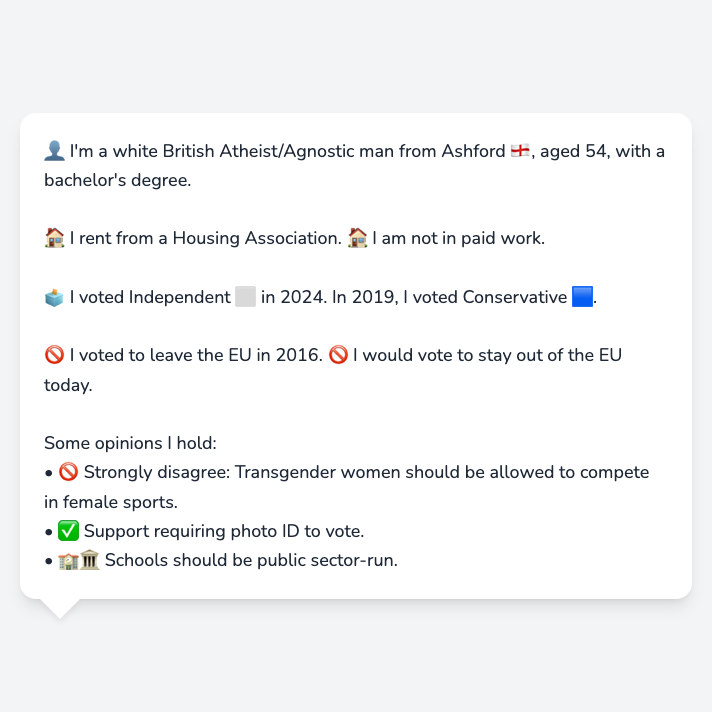 👤 I'm a white British Atheist/Agnostic man from Ashford 🏴󠁧󠁢󠁥󠁮󠁧󠁿, aged 54, with a
bachelor's degree.
🏠 I rent from a Housing Association. 🏠 I am not in paid work.
🗳️ I voted Independent ⬜ in 2024. In 2019, I voted Conservative 🟦.
🚫 I voted to leave the EU in 2016. 🚫 I would vote to stay out of the EU
today.
Some opinions I hold:
• 🚫 Strongly disagree: Transgender women should be allowed to compete
in female sports.
• ✅ Support requiring photo ID to vote.
• 🏫🏛️ Schools should be public sector-run.